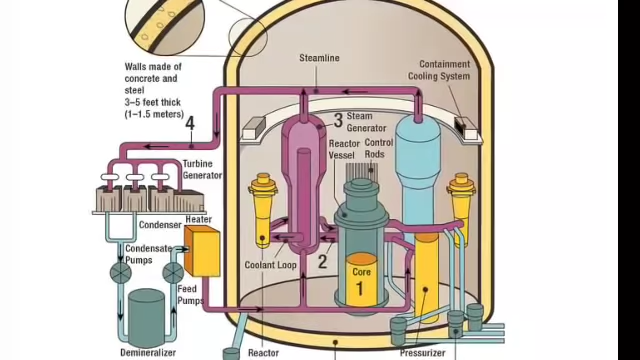 Walls made of
concrete and
steel
3–5 feet thick
(1–1.5 meters)
Steamline
Containment
Cooling System
4
3 Steam
Generator
Reactor
Vessel
Control
Rods
Turbine
Generator
Condenser
Heater
Condensate
Pumps
Feed
Pumps
Demineralizer
Coolant Loop
2
Core
1
Reactor
Pressurizer